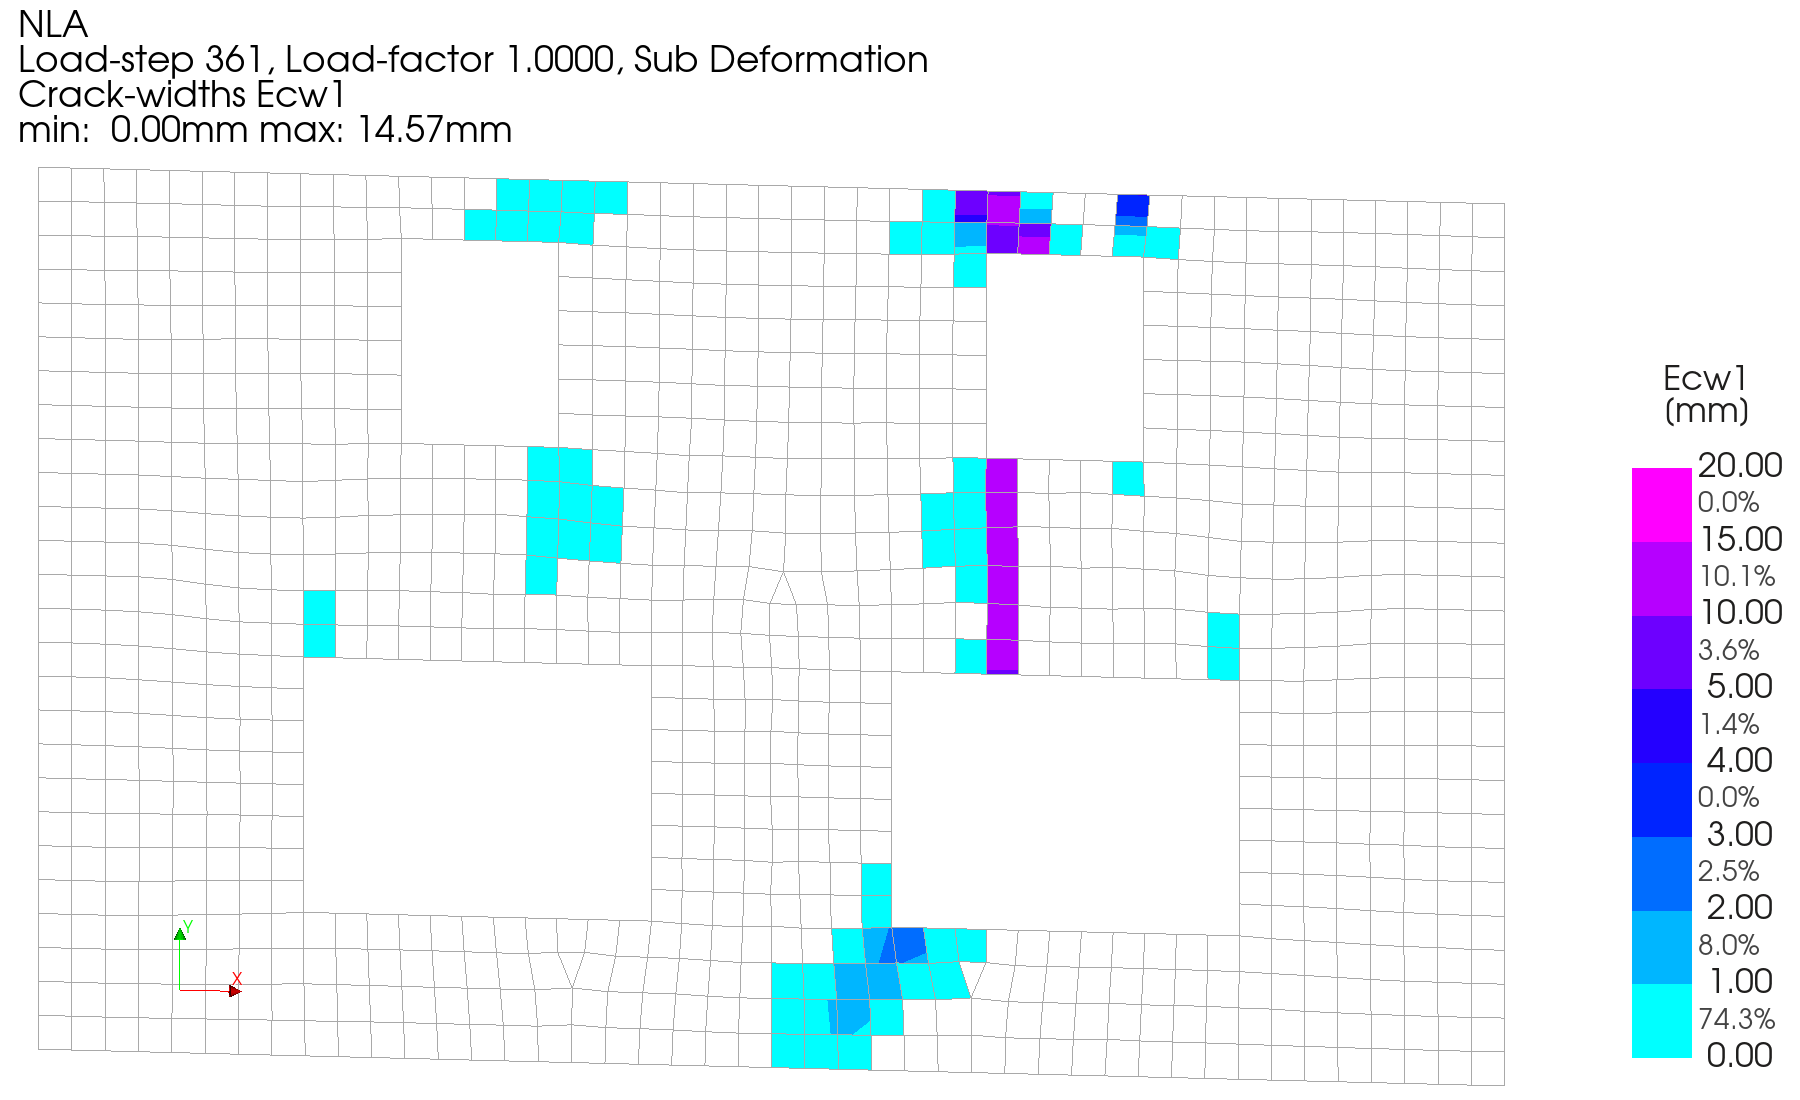 NLA
Load-step 361, Load-factor 1.0000, Sub Deformation
Crack-widths Ecw1
min: 0.00mm max: 14.57mm
Ecw1
(mm)
20.00
0.0%
15.00
10.1%
10.00
3.6%
5.00
1.4%
4.00
0.0%
3.00
2.5%
2.00
8.0%
1.00
74.3%
0.00
Y
X